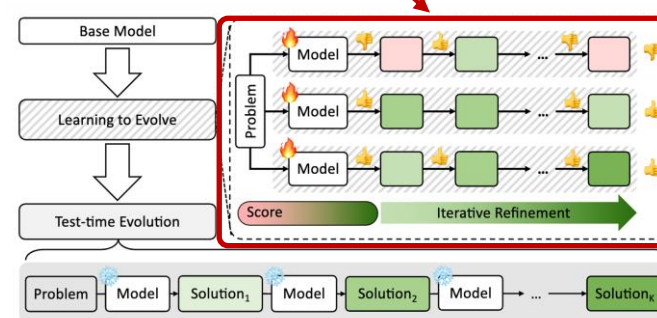 Base Model
Learning to Evolve
Test-time Evolution
Problem
Model
...
Model
...
Model
...
Score
Iterative Refinement
Problem
Model
Solution1
Model
Solution2
Model
...
SolutionK